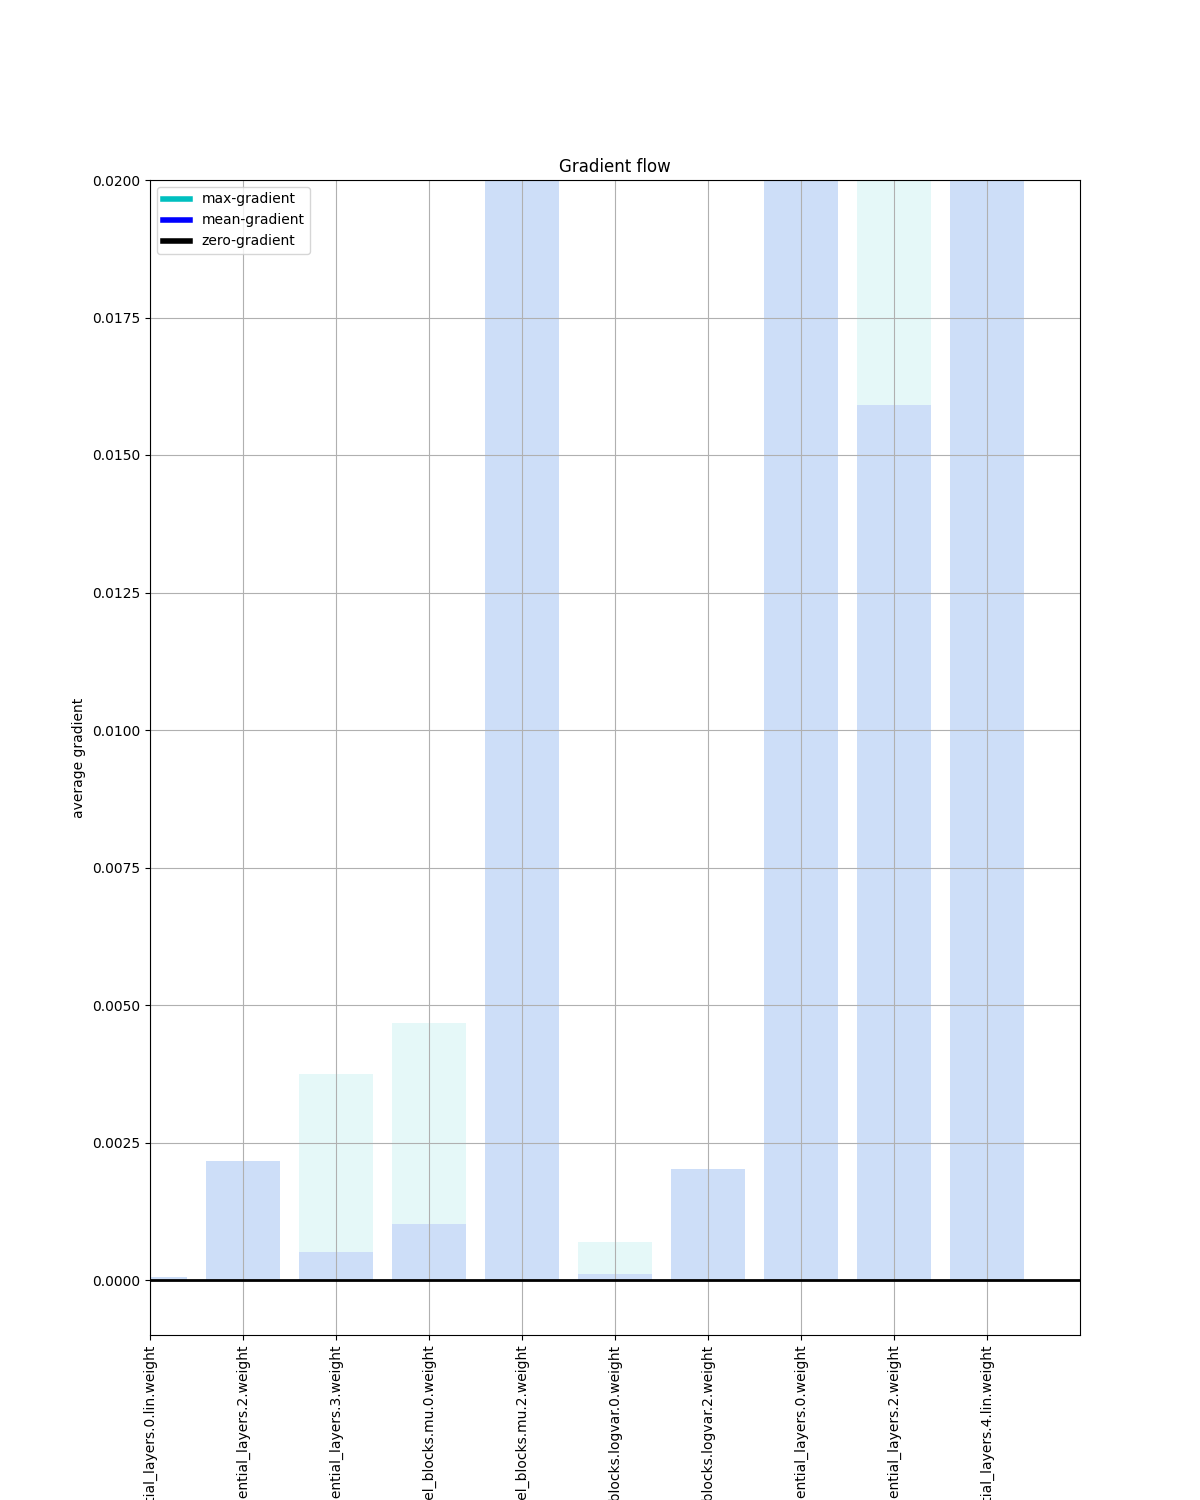 Gradient flow
max-gradient
mean-gradient
zero-gradient
0.0200
0.0175
0.0150
0.0125
0.0100
0.0075
0.0050
0.0025
0.0000
average gradient
tial_layers.0.lin.weight
ential_layers.2.weight
ential_layers.3.weight
el_blocks.mu.0.weight
el_blocks.mu.2.weight
blocks.logvar.0.weight
blocks.logvar.2.weight
ential_layers.0.weight
ential_layers.2.weight
tial_layers.4.lin.weight